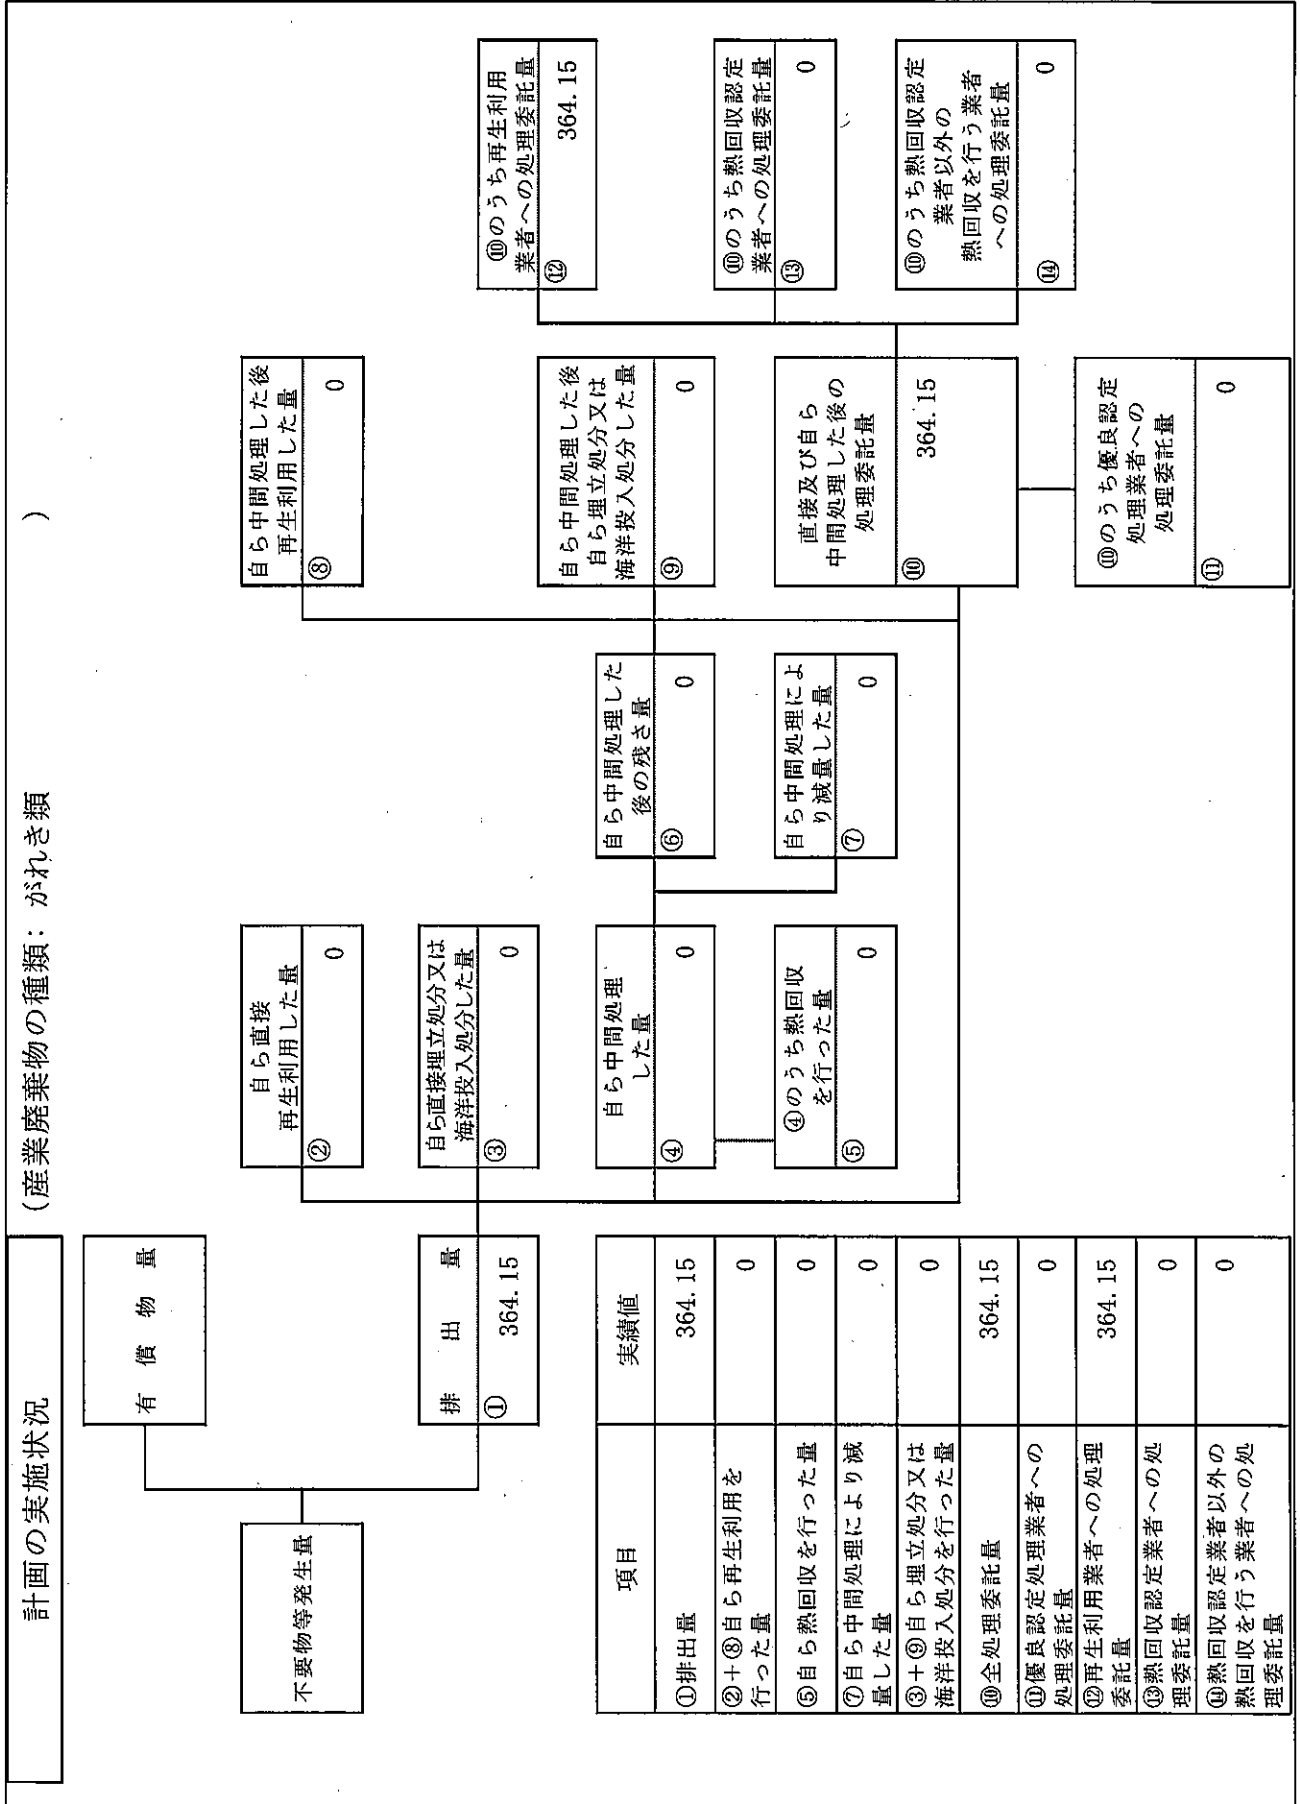 計画の実施状況
(産業廃棄物の種類： がれき類 )
不要物等発生量
有 償 物 量
排 出 量
① 364.15
自ら直接
再生利用した量
② 0
自ら直接埋立処分又は
海洋投入処分した量
③ 0
自ら中間処理
した量
④ 0
④のうち熱回収
を行った量
⑤ 0
自ら中間処理した
後の残さ量
⑥ 0
自ら中間処理によ
り減量した量
⑦ 0
自ら中間処理した後
再生利用した量
⑧ 0
自ら中間処理した後
自ら埋立処分又は
海洋投入処分した量
⑨ 0
直接及び自ら
中間処理した後の
処理委託量
⑩ 364.15
⑩のうち優良認定
処理業者への
処理委託量
⑪ 0
⑩のうち再生利用
業者への処理委託量
⑫ 364.15
⑩のうち熱回収認定
業者への処理委託量
⑬ 0
⑩のうち熱回収認定
業者以外の
熱回収を行う業者
への処理委託量
⑭ 0
項目 実績値
①排出量 364.15
②＋⑧自ら再生利用を
行った量 0
⑤自ら熱回収を行った量 0
⑦自ら中間処理により減
量した量 0
③＋⑨自ら埋立処分又は
海洋投入処分を行った量 0
⑩全処理委託量 364.15
⑪優良認定処理業者への
処理委託量 0
⑫再生利用業者への処理
委託量 364.15
⑬熱回収認定業者への処
理委託量 0
⑭熱回収認定業者以外の
熱回収を行う業者への処
理委託量 0